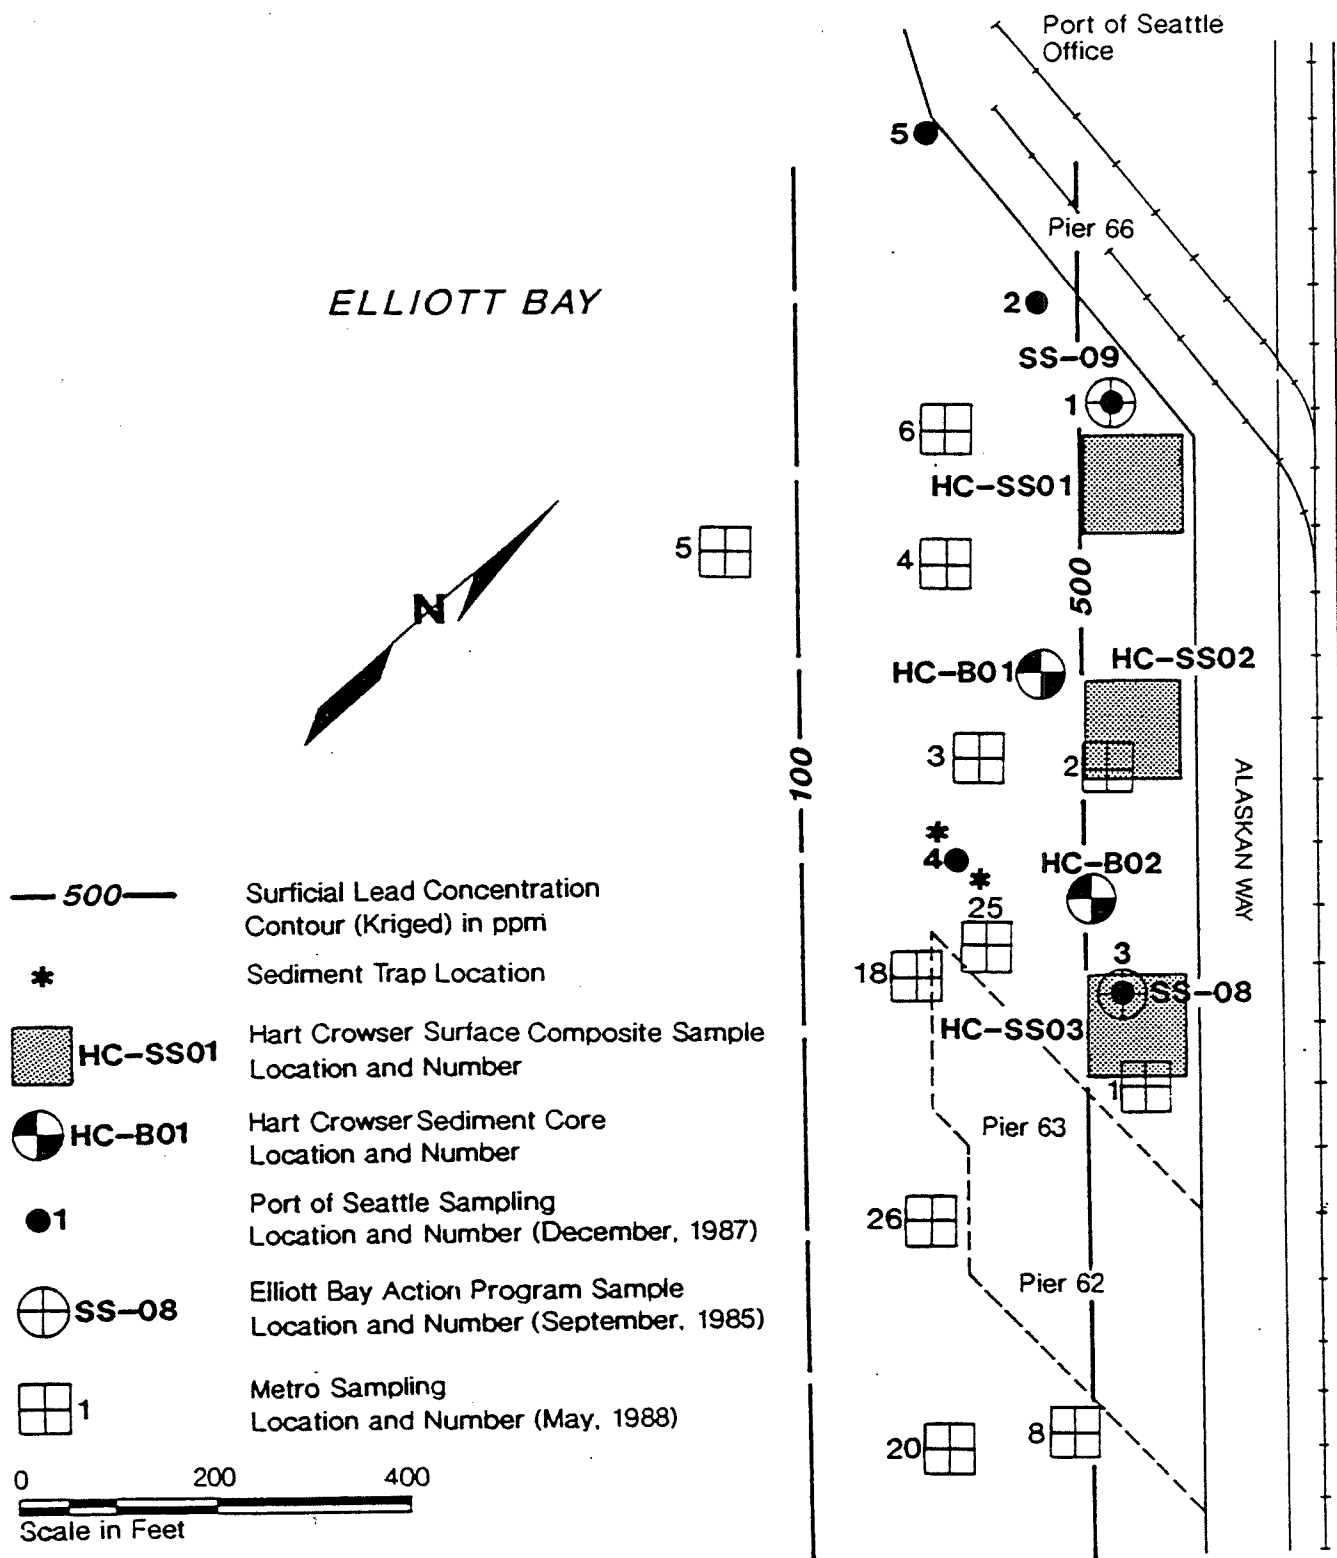 Port of Seattle
Office
5
Pier 66
ELLIOTT BAY
2
SS-09
1
6
HC-SS01
5
4
500
HC-B01
HC-SS02
3
2
100
ALASKAN WAY
4
HC-B02
25
3
18
SS-08
HC-SS03
1
Pier 63
26
Pier 62
20
8
500
Surficial Lead Concentration
Contour (Kriged) in ppm
Sediment Trap Location
HC-SS01
Hart Crowser Surface Composite Sample
Location and Number
HC-B01
Hart Crowser Sediment Core
Location and Number
1
Port of Seattle Sampling
Location and Number (December, 1987)
SS-08
Elliott Bay Action Program Sample
Location and Number (September, 1985)
1
Metro Sampling
Location and Number (May, 1988)
0 200 400
Scale in Feet
N